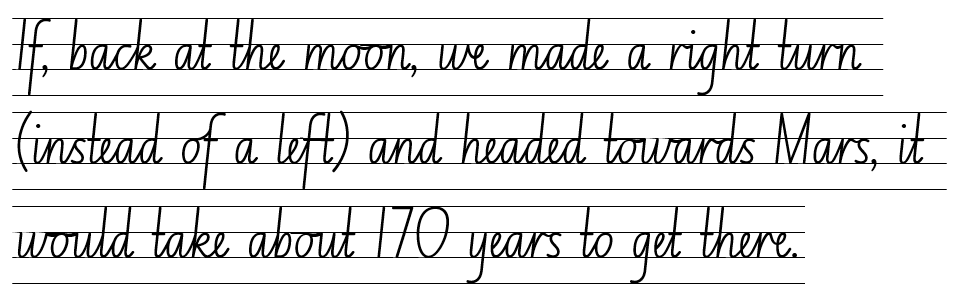 If, back at the moon, we made a right turn
(instead of a left) and headed towards Mars, it
would take about 170 years to get there.